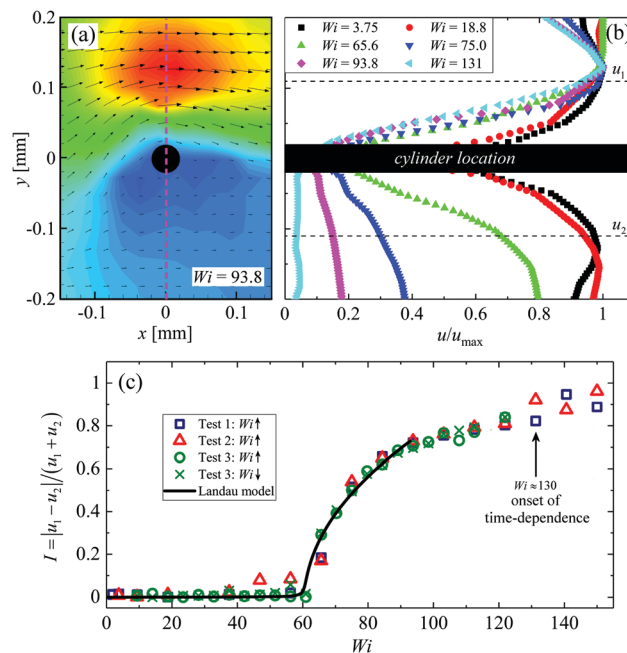 (a)
0.2
0.1
0
-0.1
-0.2
y [mm]
-0.1 0 0.1
x [mm]
Wi = 93.8
(b)
Wi = 3.75 Wi = 18.8
Wi = 65.6 Wi = 75.0
Wi = 93.8 Wi = 131
u1
cylinder location
u2
0 0.2 0.4 0.6 0.8 1
u/umax
(c)
1
0.8
0.6
0.4
0.2
0
I = |u1 – u2|/(u1 + u2)
Test 1: Wi↑
Test 2: Wi↑
Test 3: Wi↑
Test 3: Wi↓
Landau model
Wi ≈130
onset of
time-dependence
0 20 40 60 80 100 120 140
Wi